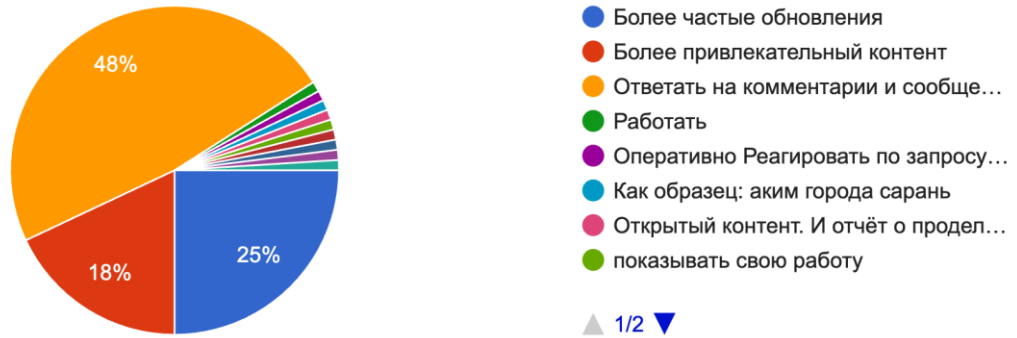 48%
18%
25%
Более частые обновления
Более привлекательный контент
Ответать на комментарии и сообще…
Работать
Оперативно Реагировать по запросу…
Как образец: аким города сарань
Открытый контент. И отчёт о продел…
показывать свою работу
1/2